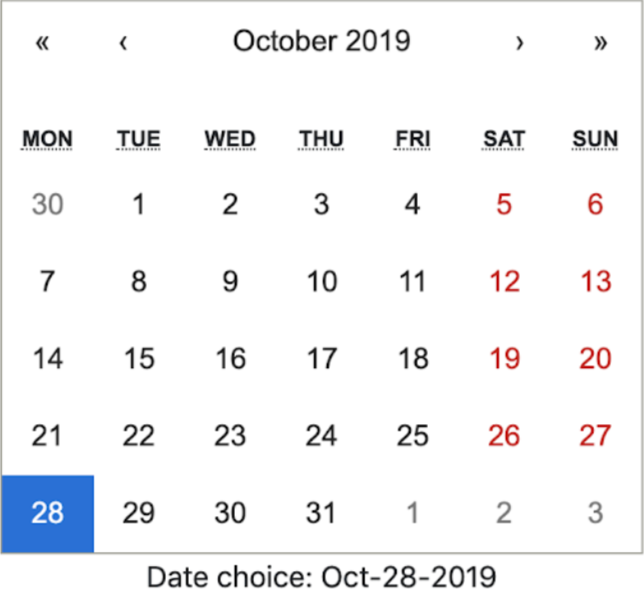 « ‹ October 2019 › »
MON TUE WED THU FRI SAT SUN
30 1 2 3 4 5 6
7 8 9 10 11 12 13
14 15 16 17 18 19 20
21 22 23 24 25 26 27
28 29 30 31 1 2 3
Date choice: Oct-28-2019